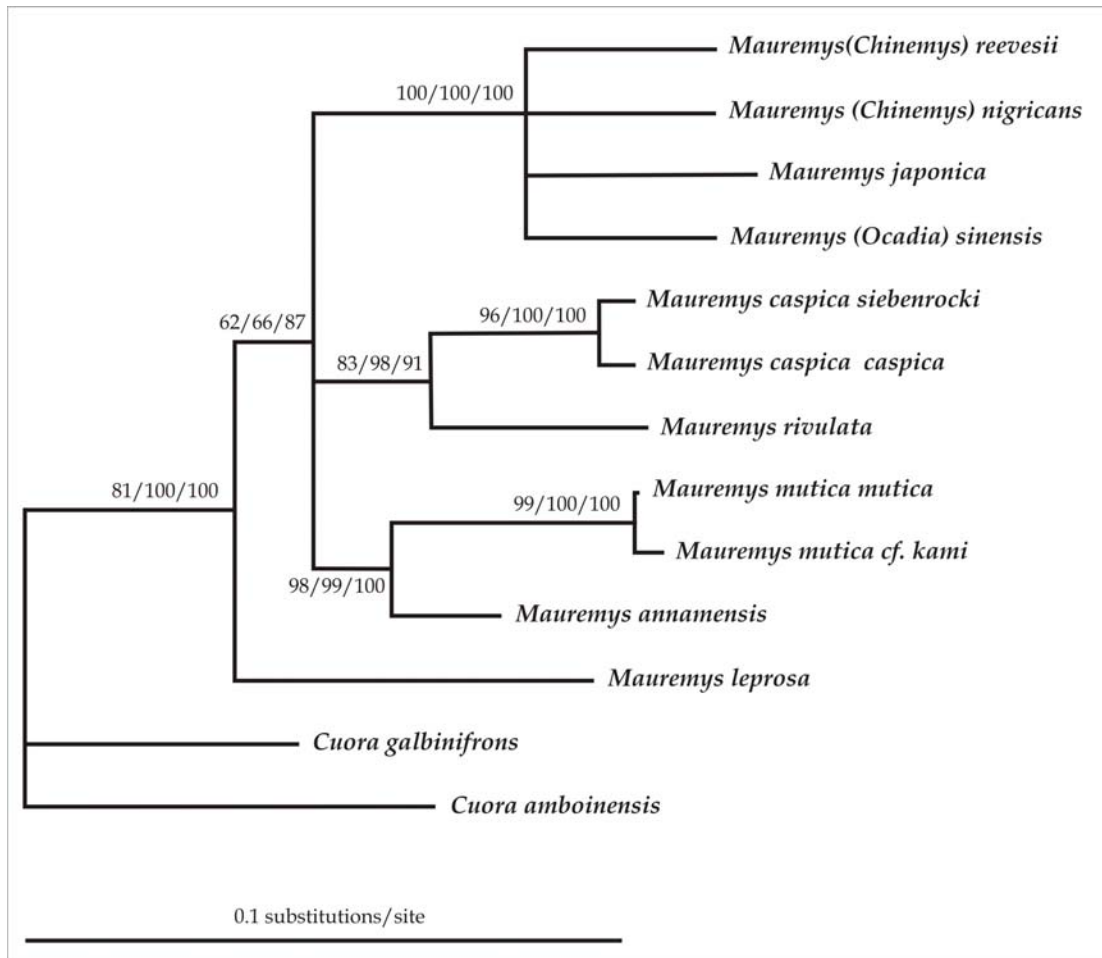 Mauremys(Chinemys) reevesii
100/100/100
Mauremys (Chinemys) nigricans
Mauremys japonica
Mauremys (Ocadia) sinensis
Mauremys caspica siebenrocki
96/100/100
62/66/87
83/98/91
Mauremys caspica caspica
Mauremys rivulata
81/100/100
99/100/100
Mauremys mutica mutica
Mauremys mutica cf. kami
98/99/100
Mauremys annamensis
Mauremys leprosa
Cuora galbinifrons
Cuora amboinensis
0.1 substitutions/site